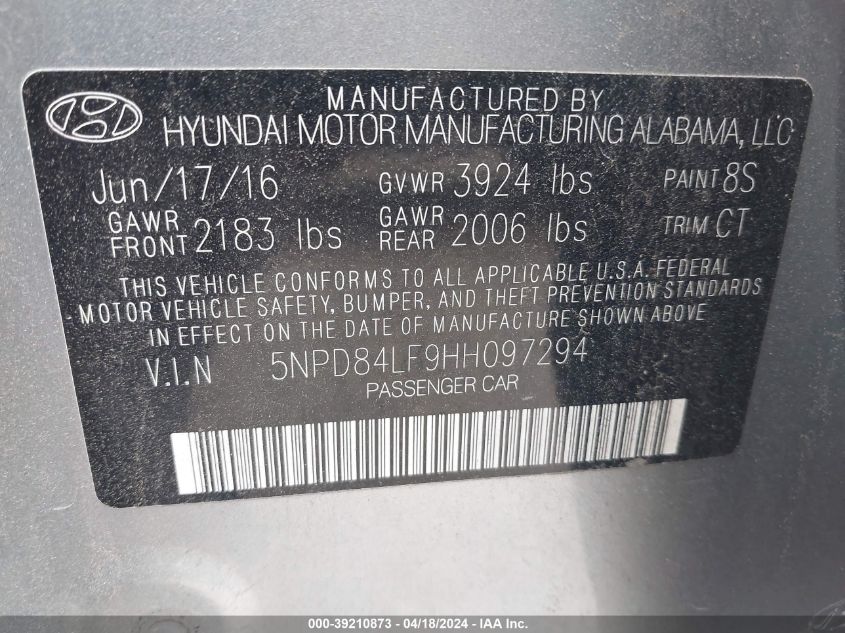 MANUFACTURED BY
HYUNDAI MOTOR MANUFACTURING ALABAMA, LLC
Jun/17/16 GVWR 3924 lbs PAINT 8S
GAWR FRONT 2183 lbs GAWR REAR 2006 lbs TRIM CT
THIS VEHICLE CONFORMS TO ALL APPLICABLE U.S.A. FEDERAL
MOTOR VEHICLE SAFETY, BUMPER, AND THEFT PREVENTION STANDARDS
IN EFFECT ON THE DATE OF MANUFACTURE SHOWN ABOVE.
V.I.N 5NPD84LF9HH097294
PASSENGER CAR
000-39210873 - 04/18/2024 - IAA Inc.